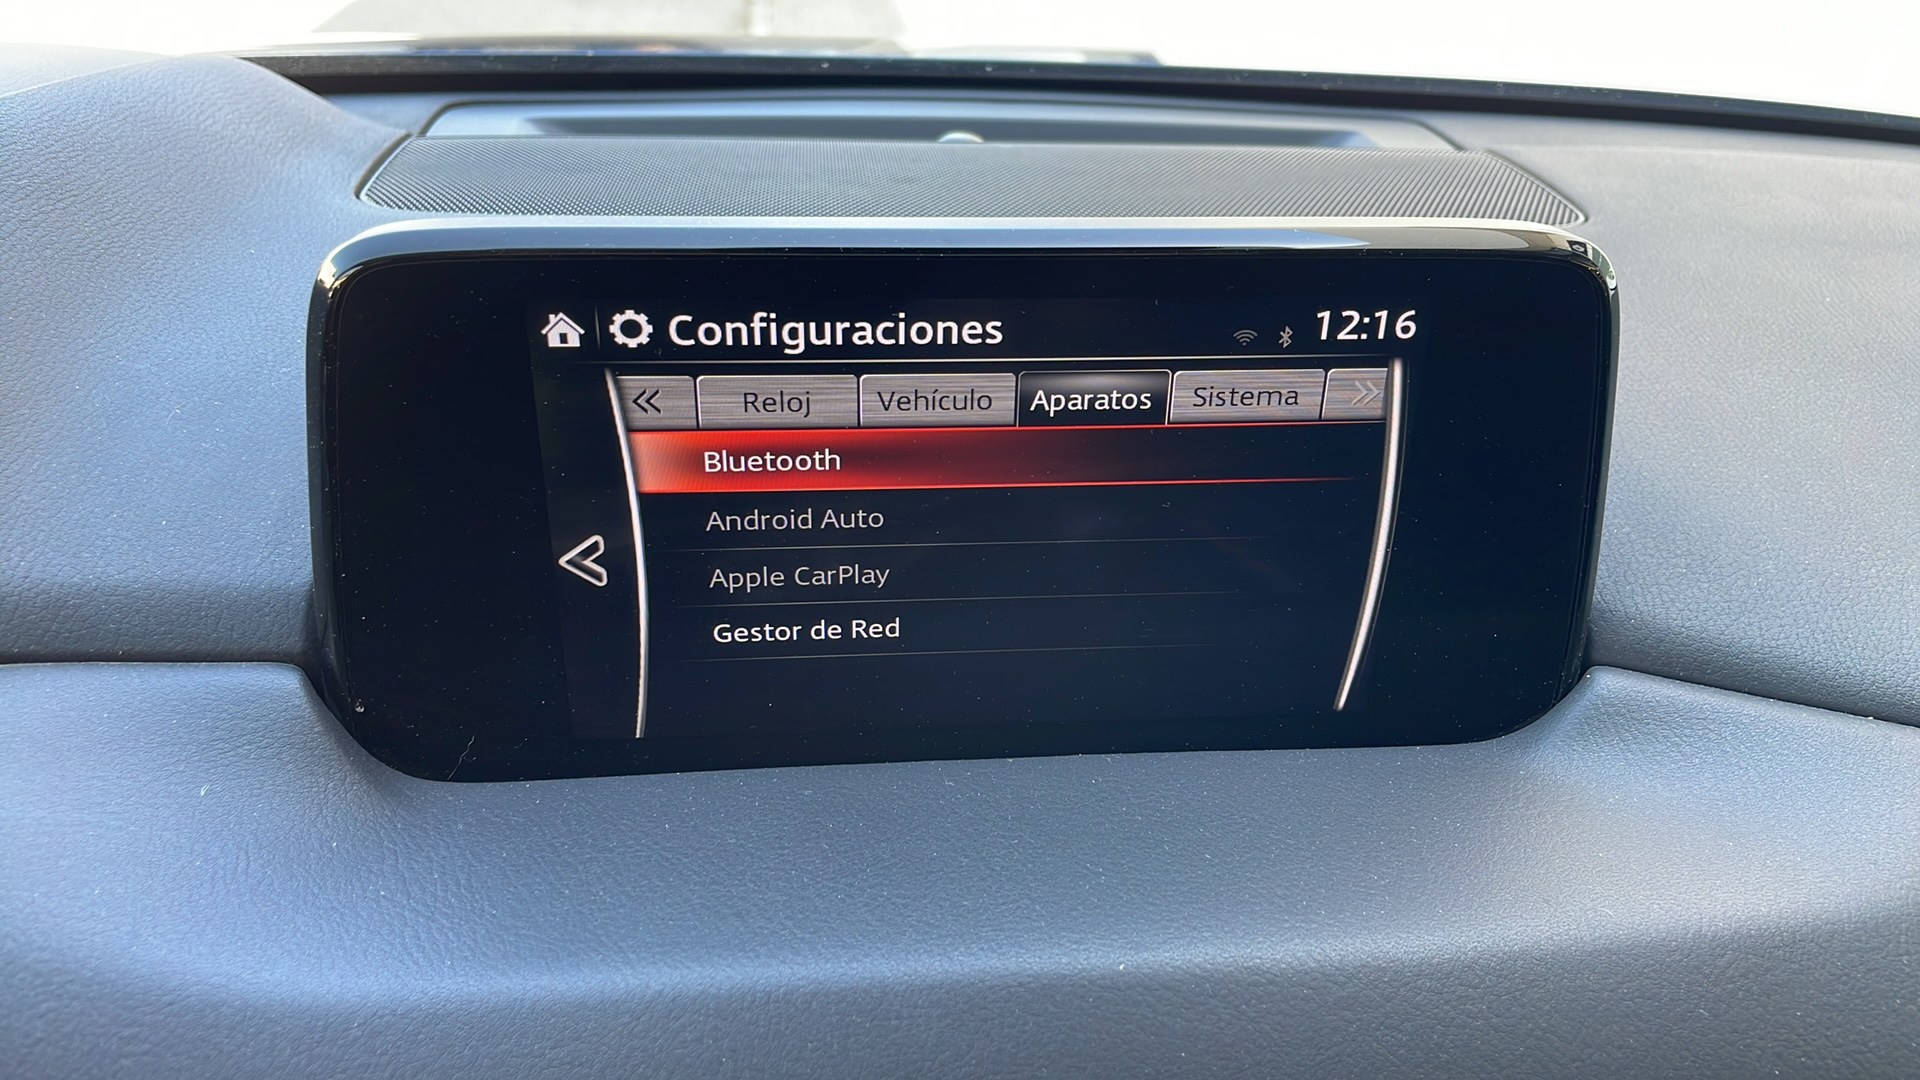 Configuraciones 12:16
« Reloj Vehículo Aparatos Sistema »
Bluetooth
Android Auto
Apple CarPlay
Gestor de Red